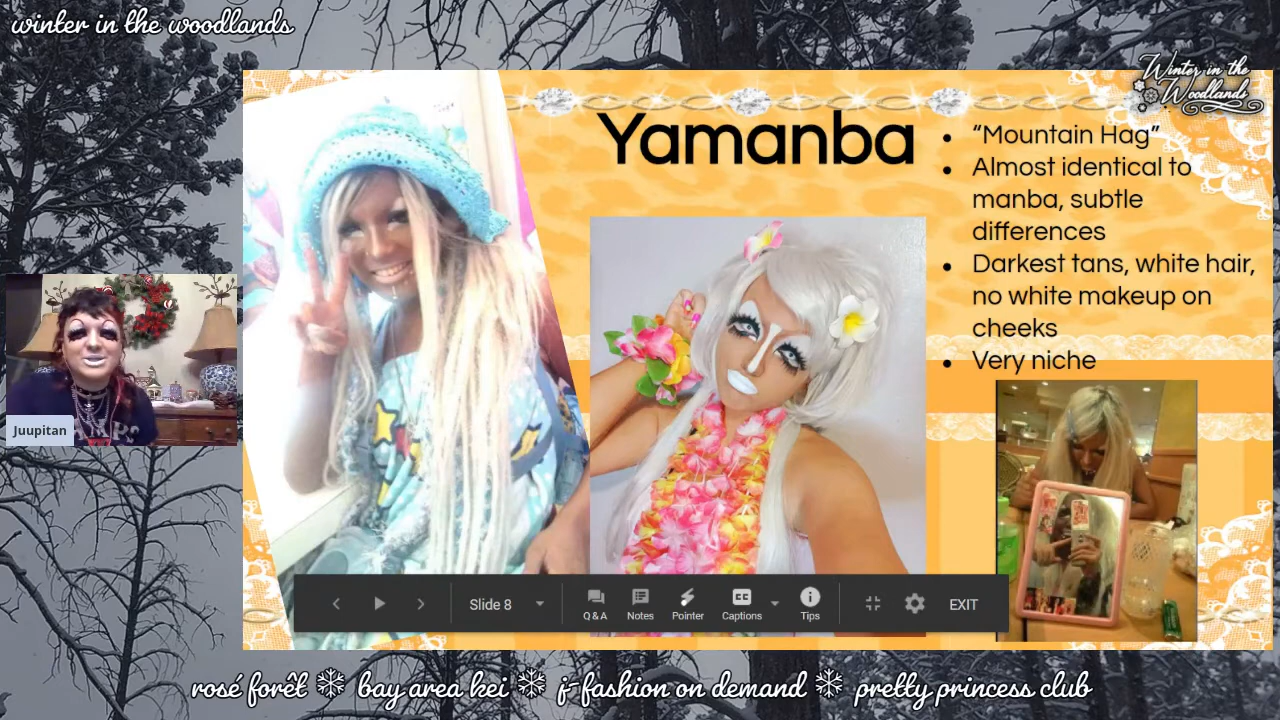 winter in the woodlands
Winter in the
Woodlands
Yamanba
• “Mountain Hag”
• Almost identical to
manba, subtle
differences
• Darkest tans, white hair,
no white makeup on
cheeks
• Very niche
Juupitan
Slide 8
Q & A
Notes
Pointer
CC
Captions
Tips
EXIT
rosé forêt ❄ bay area kei ❄ j-fashion on demand ❄ pretty princess club